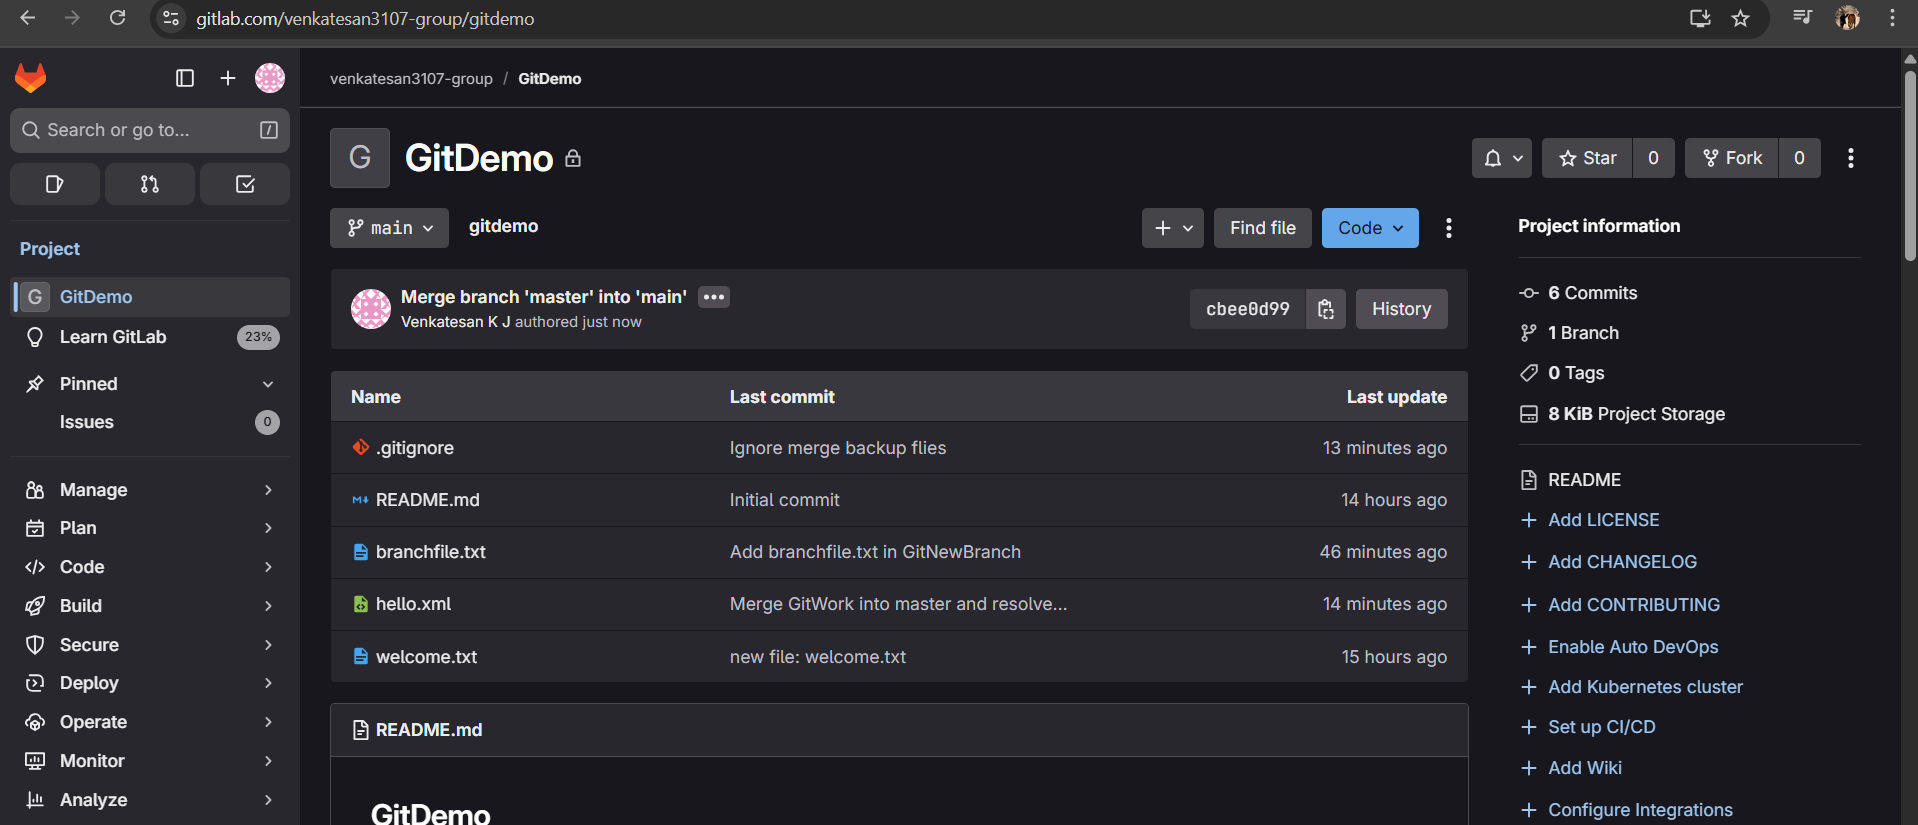 gitlab.com/venkatesan3107-group/gitdemo
venkatesan3107-group / GitDemo
Search or go to... /
G GitDemo
Star 0 Fork 0
main gitdemo
Find file Code
Project
G GitDemo
Learn GitLab 23%
Pinned
Issues 0
Manage
Plan
Code
Build
Secure
Deploy
Operate
Monitor
Analyze
Merge branch 'master' into 'main' •••
Venkatesan K J authored just now
cbee0d99 History
Name Last commit Last update
.gitignore Ignore merge backup flies 13 minutes ago
README.md Initial commit 14 hours ago
branchfile.txt Add branchfile.txt in GitNewBranch 46 minutes ago
hello.xml Merge GitWork into master and resolve... 14 minutes ago
welcome.txt new file: welcome.txt 15 hours ago
README.md
GitDemo
Project information
6 Commits
1 Branch
0 Tags
8 KiB Project Storage
README
Add LICENSE
Add CHANGELOG
Add CONTRIBUTING
Enable Auto DevOps
Add Kubernetes cluster
Set up CI/CD
Add Wiki
Configure Integrations